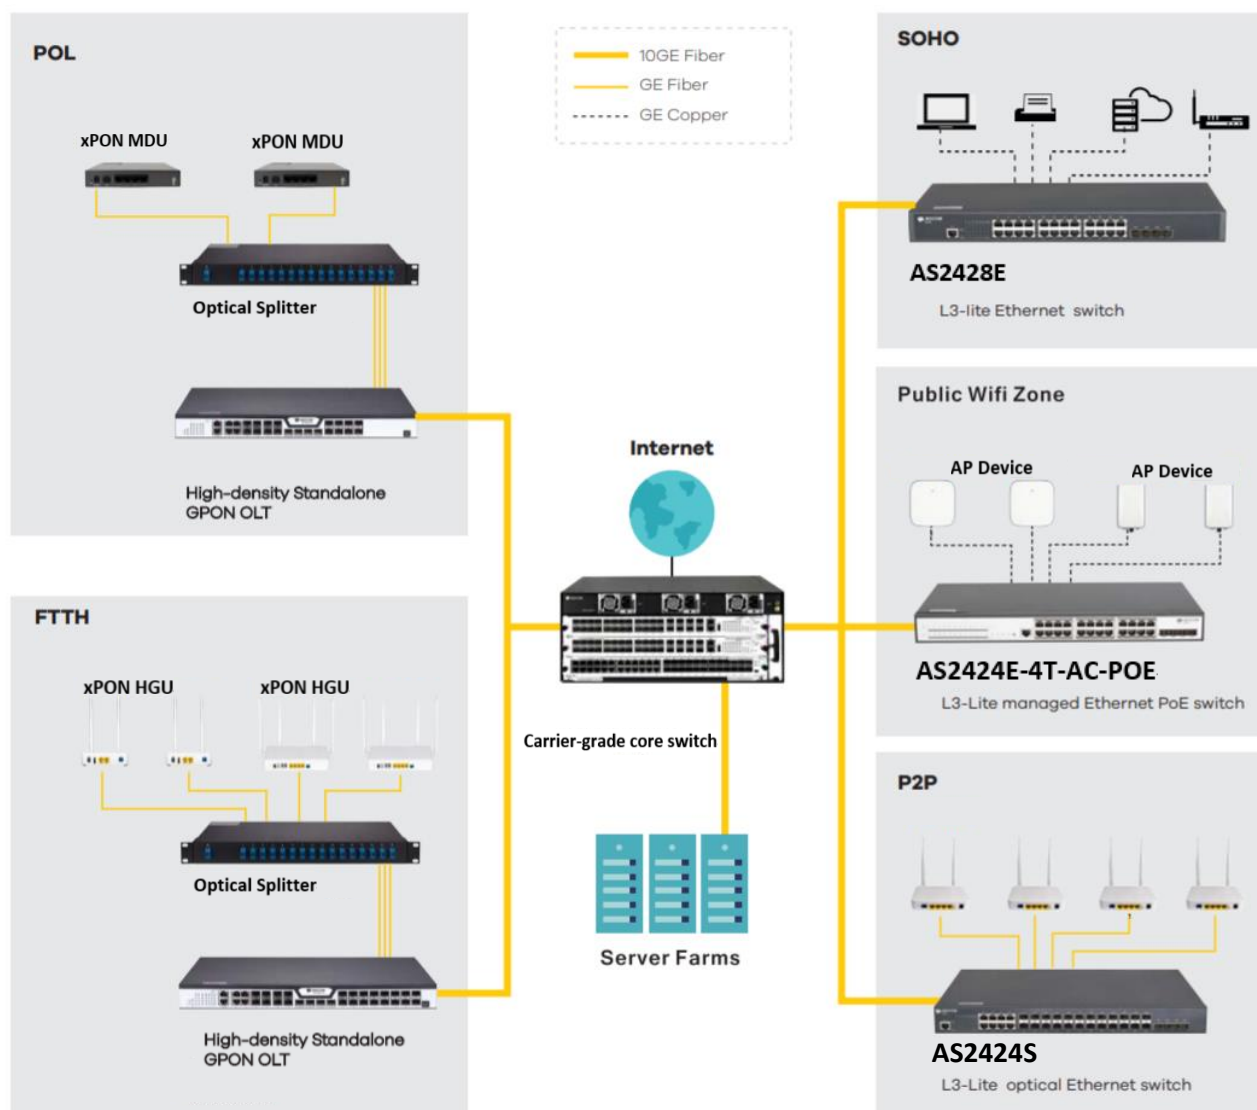 POL
xPON MDU
xPON MDU
Optical Splitter
High-density Standalone
GPON OLT
FTTH
xPON HGU
xPON HGU
Optical Splitter
High-density Standalone
GPON OLT
10GE Fiber
GE Fiber
GE Copper
Internet
Carrier-grade core switch
Server Farms
SOHO
AS2428E
L3-lite Ethernet switch
Public Wifi Zone
AP Device
AP Device
AS2424E-4T-AC-POE
L3-Lite managed Ethernet PoE switch
P2P
AS2424S
L3-Lite optical Ethernet switch